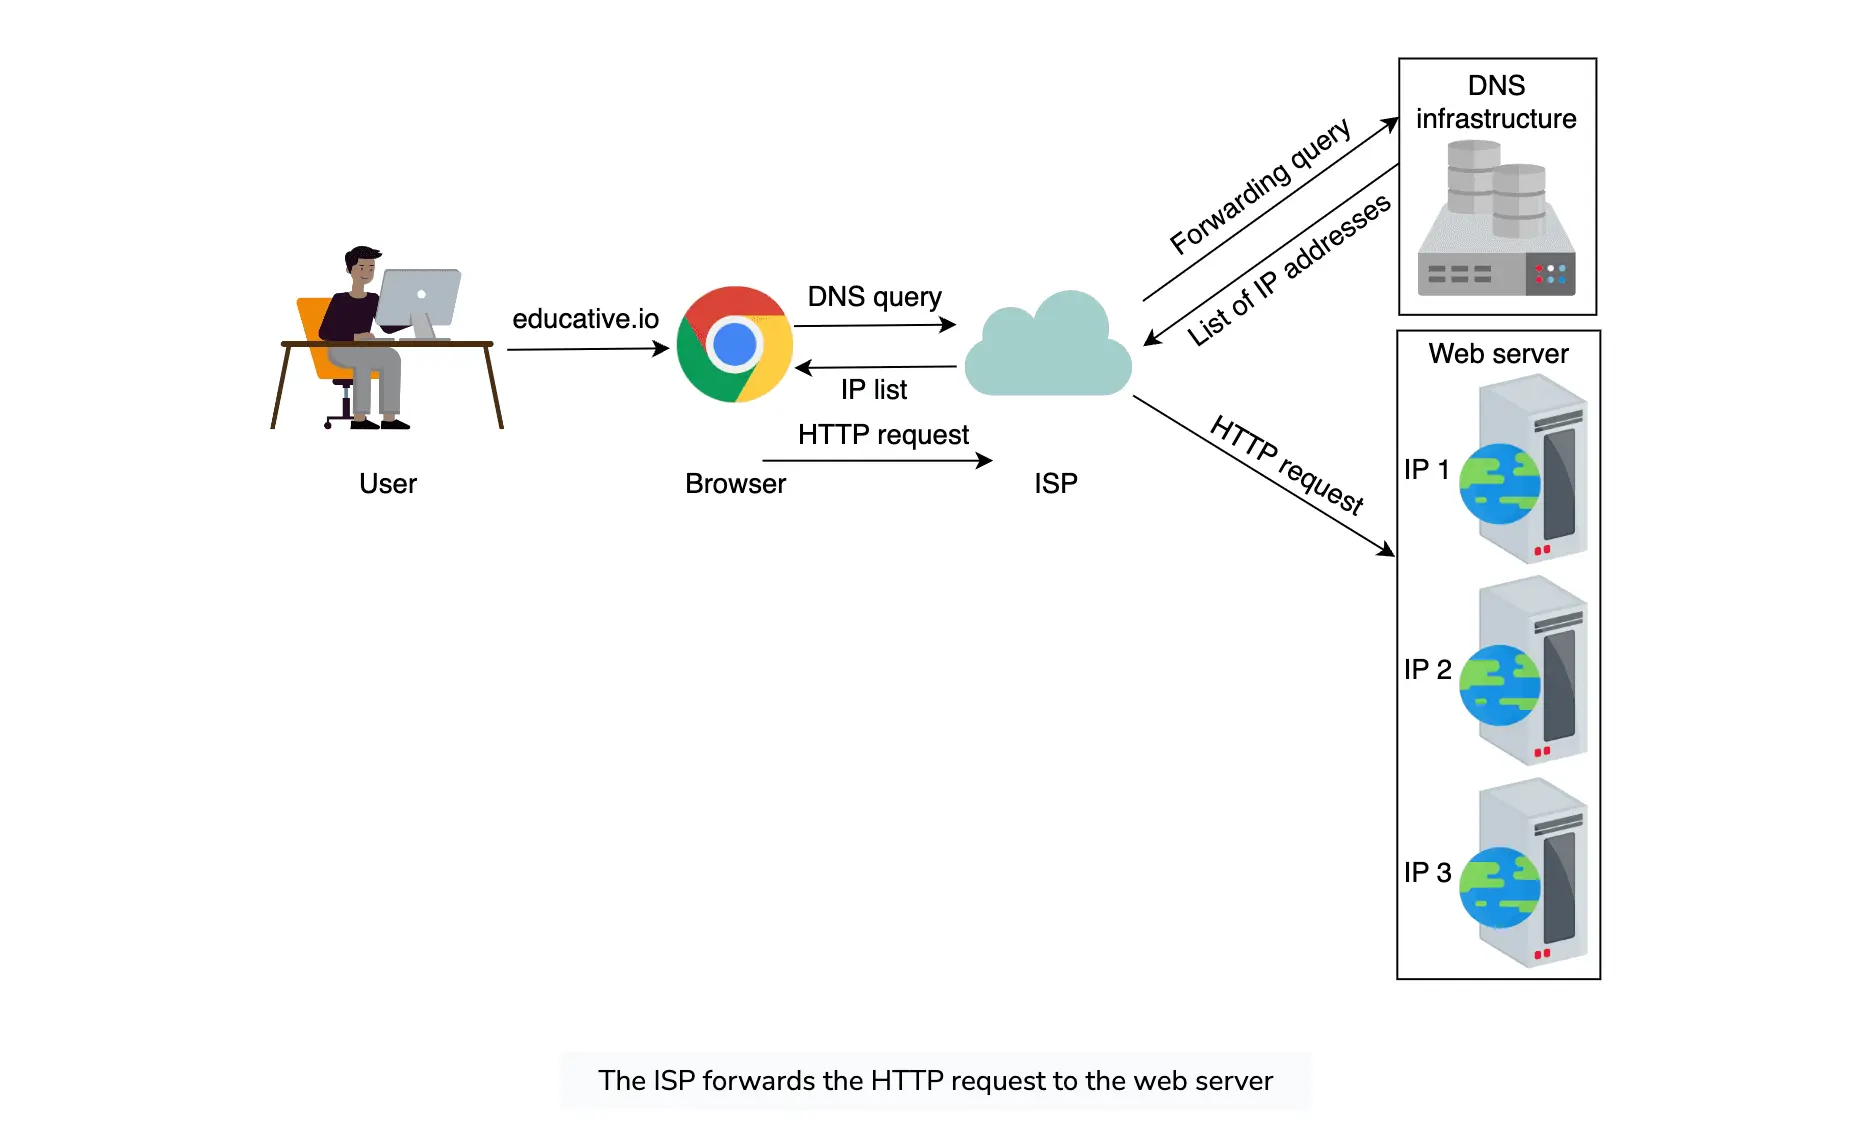 DNS
infrastructure
Forwarding query
List of IP addresses
educative.io
DNS query
IP list
HTTP request
User
Browser
ISP
HTTP request
Web server
IP 1
IP 2
IP 3
The ISP forwards the HTTP request to the web server